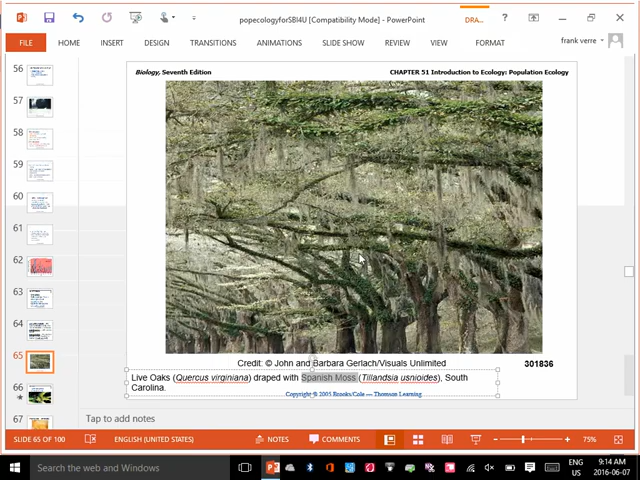 popecologyforSBI4U [Compatibility Mode] - PowerPoint
DRA...
FILE
HOME
INSERT
DESIGN
TRANSITIONS
ANIMATIONS
SLIDE SHOW
REVIEW
VIEW
FORMAT
frank verre
56
57
58
59
60
61
62
63
64
65
66
67
Biology, Seventh Edition
CHAPTER 51 Introduction to Ecology: Population Ecology
Credit: © John and Barbara Gerlach/Visuals Unlimited
301836
Live Oaks (Quercus virginiana) draped with Spanish Moss (Tillandsia usnioides), South
Carolina.
Copyright © 2005 Brooks/Cole — Thomson Learning
Tap to add notes
SLIDE 65 OF 100
ENGLISH (UNITED STATES)
NOTES
COMMENTS
75%
Search the web and Windows
ENG
US
9:14 AM
2016-06-07